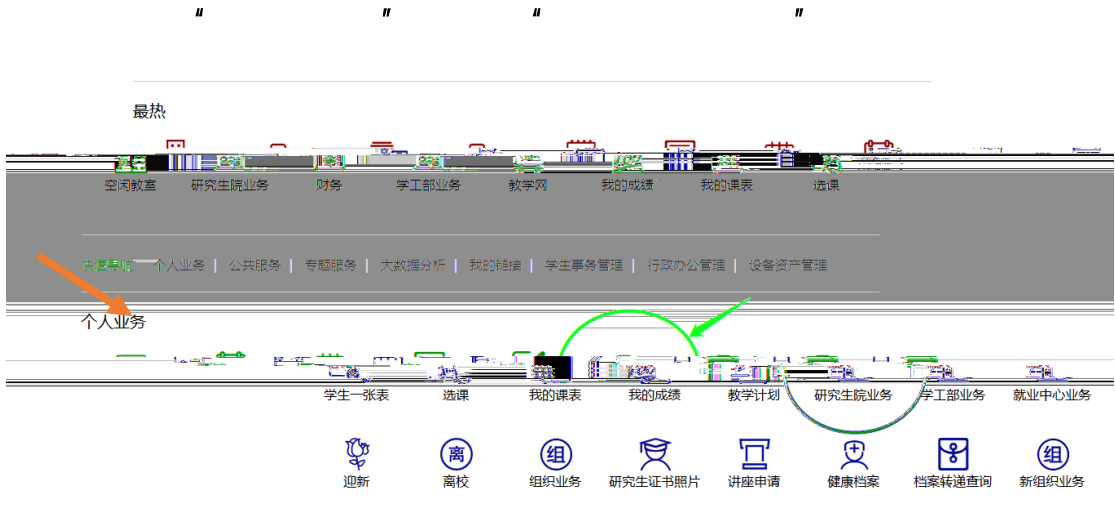 “ ” “ ”
最热
空闲教室 研究生院业务 财务 学工部业务 教学网 我的成绩 我的课表 选课
快速导航 个人业务 | 公共服务 | 专题服务 | 大数据分析 | 我的链接 | 学生事务管理 | 行政办公管理 | 设备资产管理
个人业务
学生一张表 选课 我的课表 我的成绩 教学计划 研究生院业务 学工部业务 就业中心业务
离 组 组
迎新 离校 组织业务 研究生证书照片 讲座申请 健康档案 档案转递查询 新组织业务